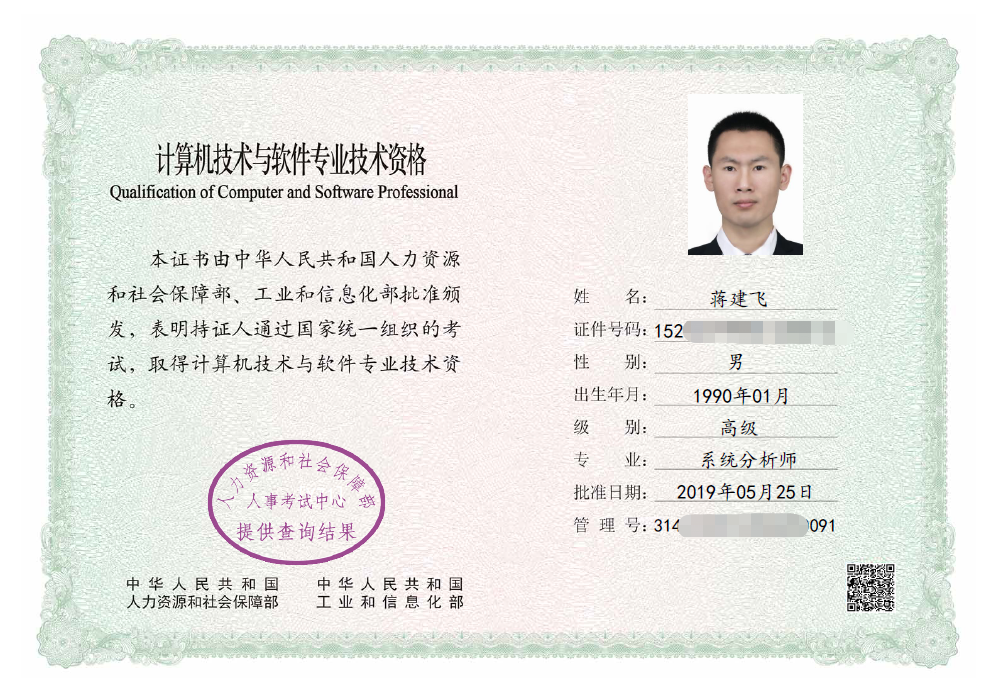 计算机技术与软件专业技术资格
Qualification of Computer and Software Professional
本证书由中华人民共和国人力资源
和社会保障部、工业和信息化部批准颁
发，表明持证人通过国家统一组织的考
试，取得计算机技术与软件专业技术资
格。
人力资源和社会保障部
人事考试中心
提供查询结果
中华人民共和国
人力资源和社会保障部
中华人民共和国
工业和信息化部
姓 名: 蒋建飞
证件号码: 152
性 别: 男
出生年月: 1990年01月
级 别: 高级
专 业: 系统分析师
批准日期: 2019年05月25日
管 理 号: 314 091